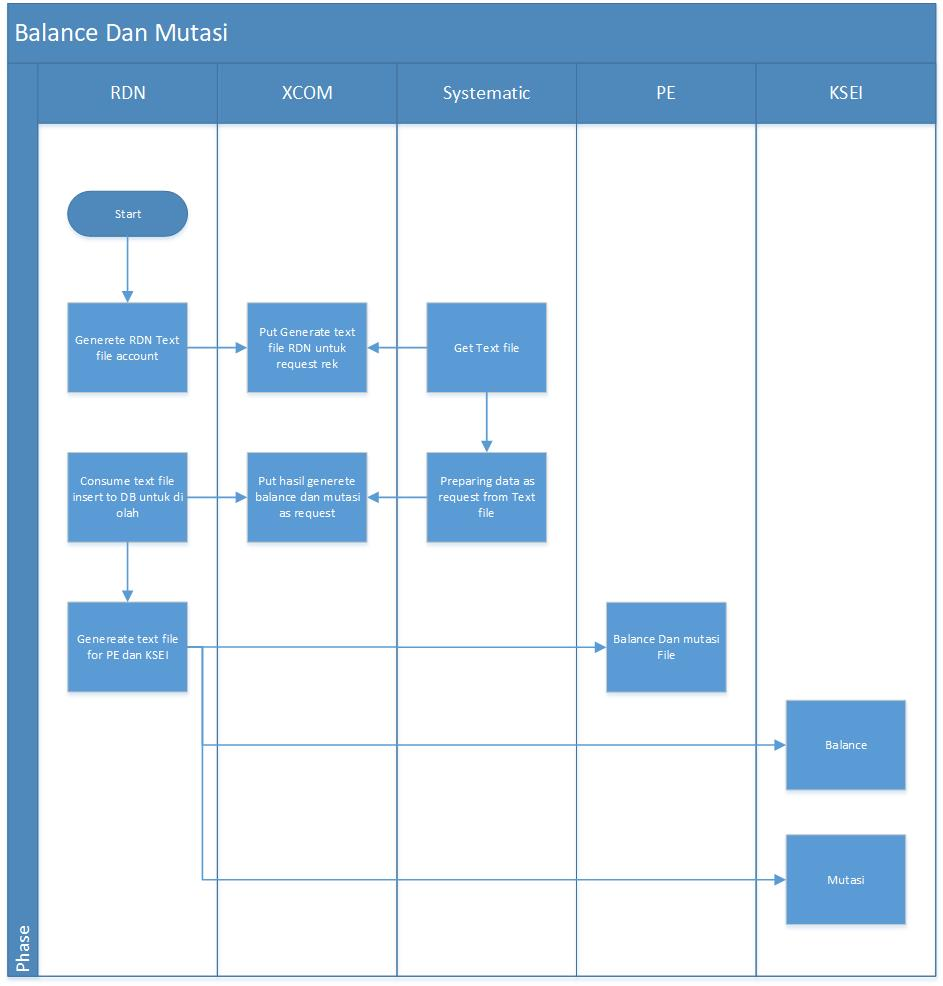 Balance Dan Mutasi
RDN
XCOM
Systematic
PE
KSEI
Start
Generete RDN Text
file account
Put Generate text
file RDN untuk
request rek
Get Text file
Consume text file
insert to DB untuk di
olah
Put hasil generete
balance dan mutasi
as request
Preparing data as
request from Text
file
Genereate text file
for PE dan KSEI
Balance Dan mutasi
File
Balance
Mutasi
Phase